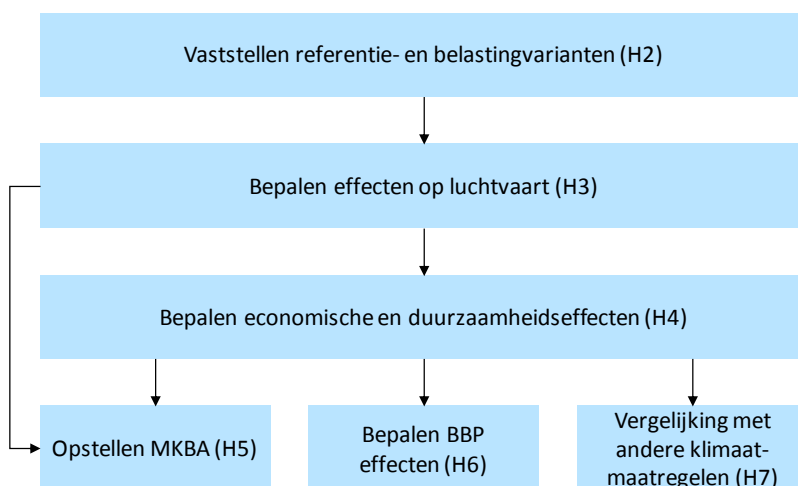 Vaststellen referentie- en belastingvarianten (H2)
Bepalen effecten op luchtvaart (H3)
Bepalen economische en duurzaamheidseffecten (H4)
Opstellen MKBA (H5)
Bepalen BBP
effecten (H6)
Vergelijking met
andere klimaat-
maatregelen (H7)